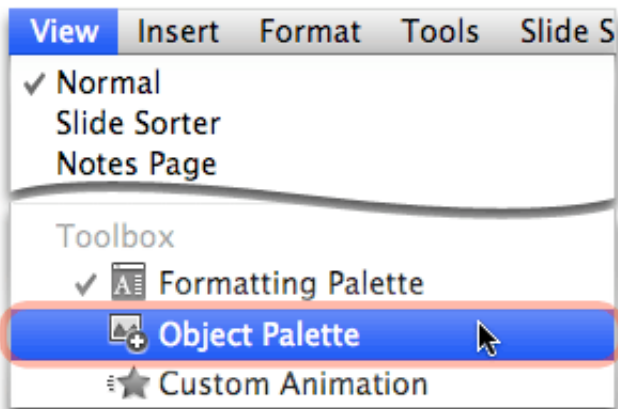 View Insert Format Tools Slide S
Normal
Slide Sorter
Notes Page
Toolbox
Formatting Palette
Object Palette
Custom Animation